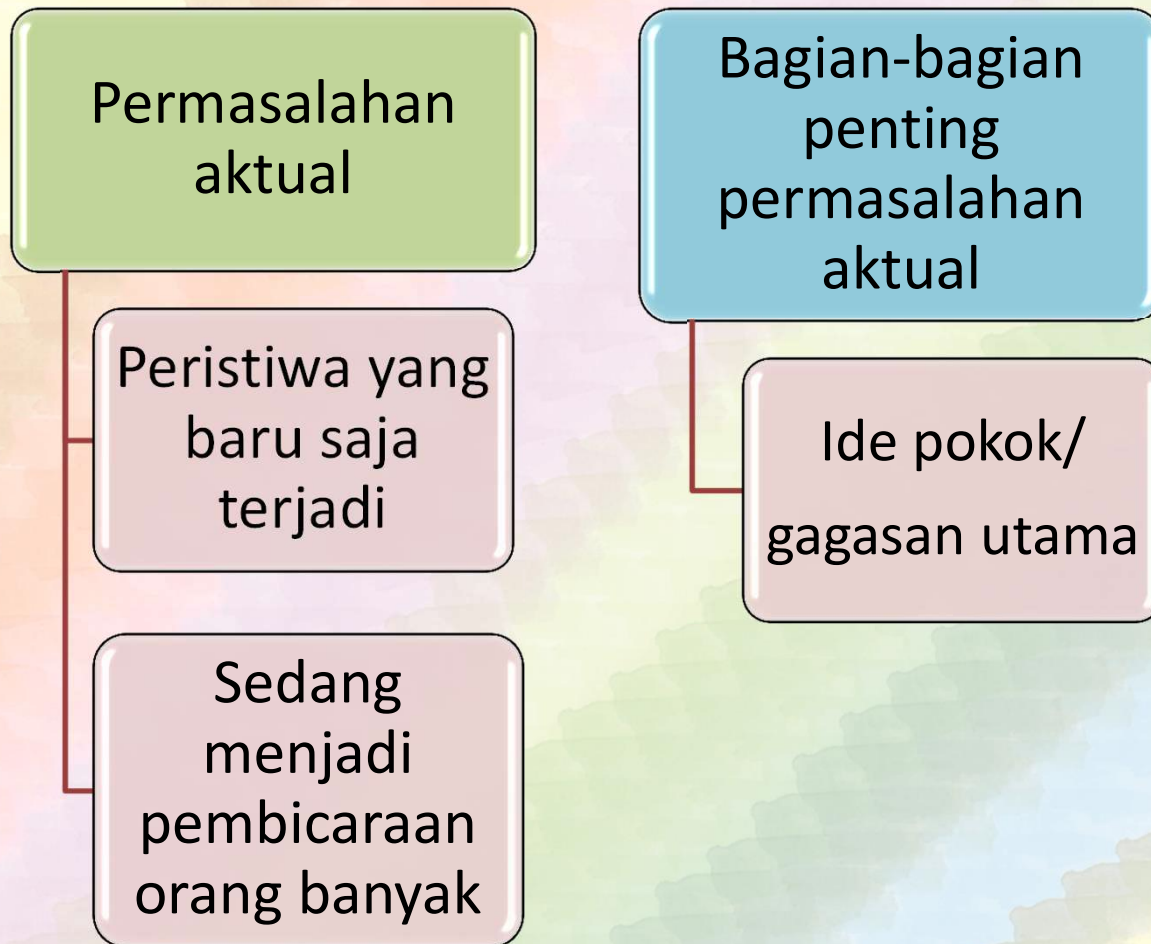 Permasalahan
aktual
Peristiwa yang
baru saja
terjadi
Sedang
menjadi
pembicaraan
orang banyak
Bagian-bagian
penting
permasalahan
aktual
Ide pokok/
gagasan utama